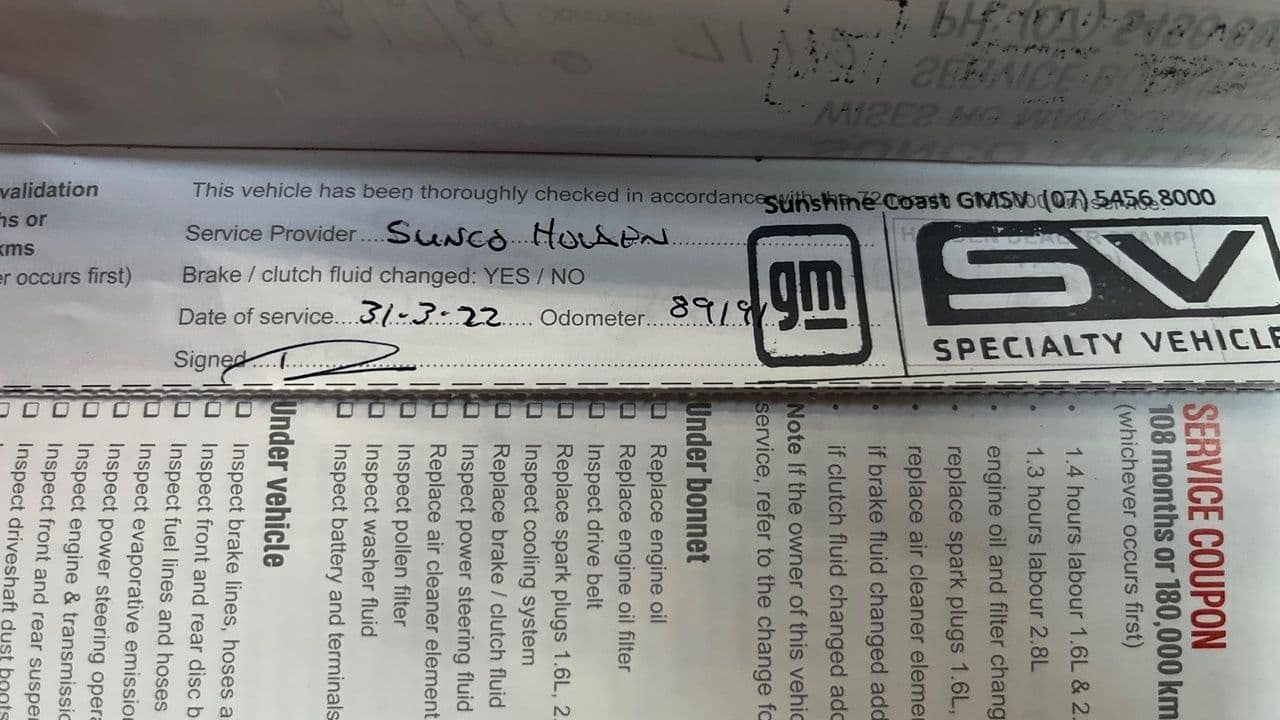 validation
hs or
kms
er occurs first)
This vehicle has been thoroughly checked in accordance
Service Provider.... SUNCO HOLDEN
Brake / clutch fluid changed: YES / NO
Date of service.... 31-3-22 ..... Odometer.... 89191
Signed
Sunshine Coast GMSV (07) 5456 8000
gm
SV
SPECIALTY VEHICLE
SERVICE COUPON
108 months or 180,000 km
(whichever occurs first)
• 1.4 hours labour 1.6L & 2.
• 1.3 hours labour 2.8L
• engine oil and filter chang
• replace spark plugs 1.6L,
• replace air cleaner elemen
• if brake fluid changed add
• if clutch fluid changed add
Note If the owner of this vehic
service, refer to the change fo
Under bonnet
Replace engine oil
Replace engine oil filter
Inspect drive belt
Replace spark plugs 1.6L, 2.
Inspect cooling system
Replace brake / clutch fluid
Inspect power steering fluid
Replace air cleaner element
Inspect pollen filter
Inspect washer fluid
Inspect battery and terminals
Under vehicle
Inspect brake lines, hoses a
Inspect front and rear disc b
Inspect fuel lines and hoses
Inspect evaporative emission
Inspect power steering opera
Inspect engine & transmissio
Inspect front and rear suspen
Inspect driveshaft dust boots